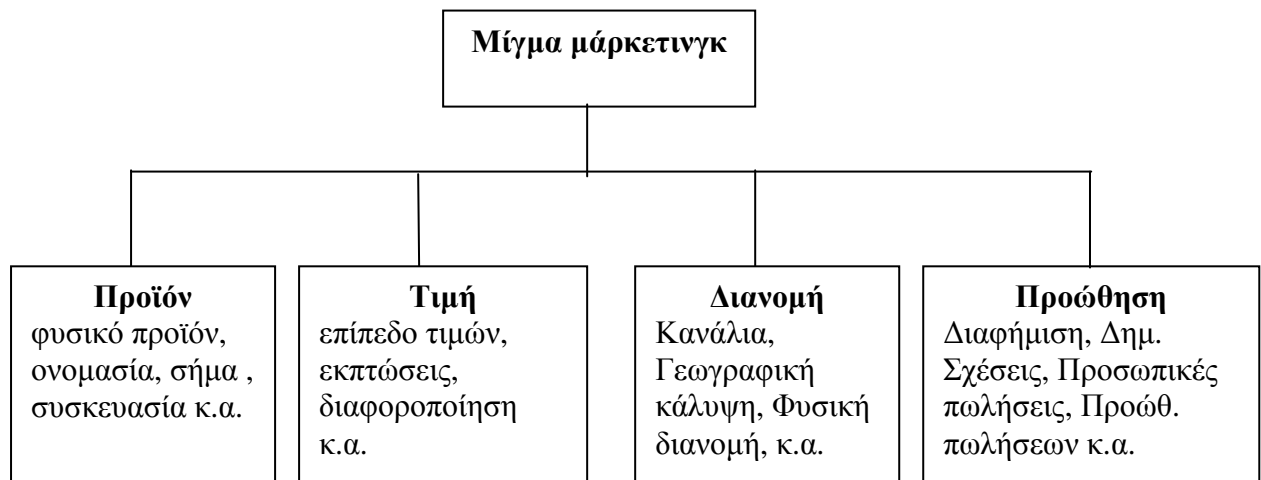 Μίγμα μάρκετινγκ
Προϊόν
φυσικό προϊόν,
ονομασία, σήμα ,
συσκευασία κ.α.
Τιμή
επίπεδο τιμών,
εκπτώσεις,
διαφοροποίηση
κ.α.
Διανομή
Κανάλια,
Γεωγραφική
κάλυψη, Φυσική
διανομή, κ.α.
Προώθηση
Διαφήμιση, Δημ.
Σχέσεις, Προσωπικές
πωλήσεις, Προώθ.
πωλήσεων κ.α.